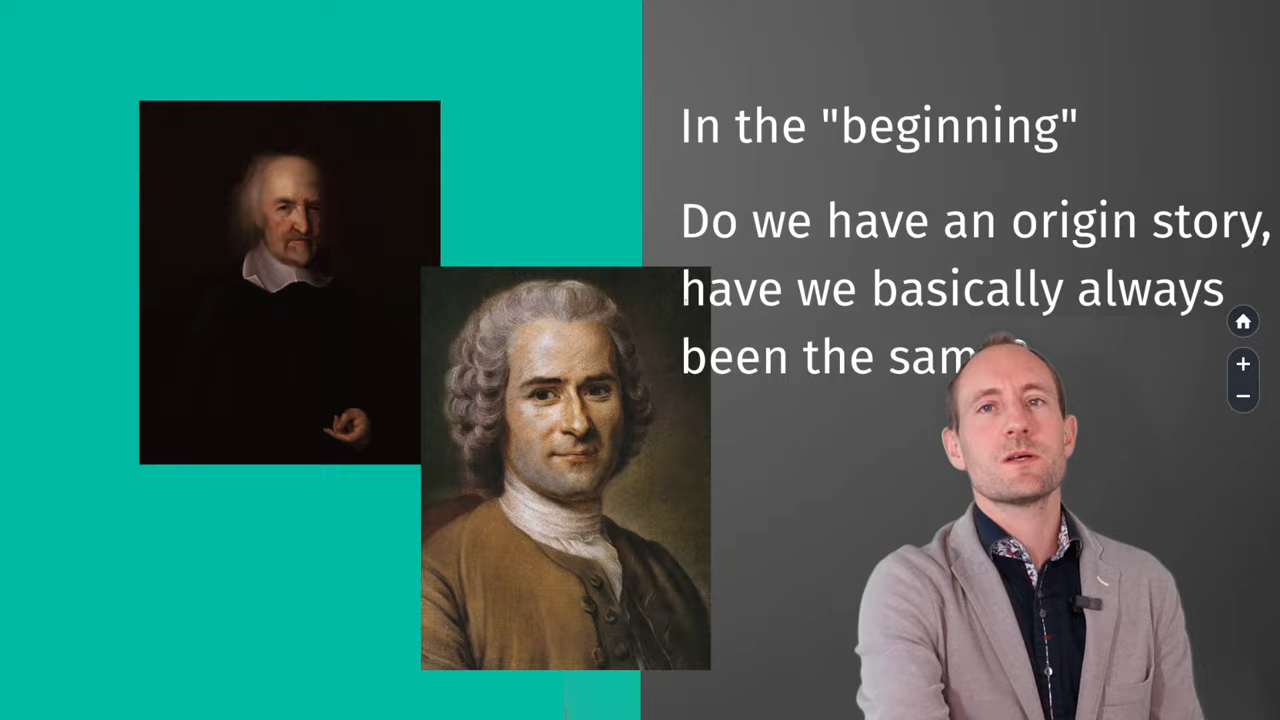 In the "beginning"
Do we have an origin story,
have we basically always
been the